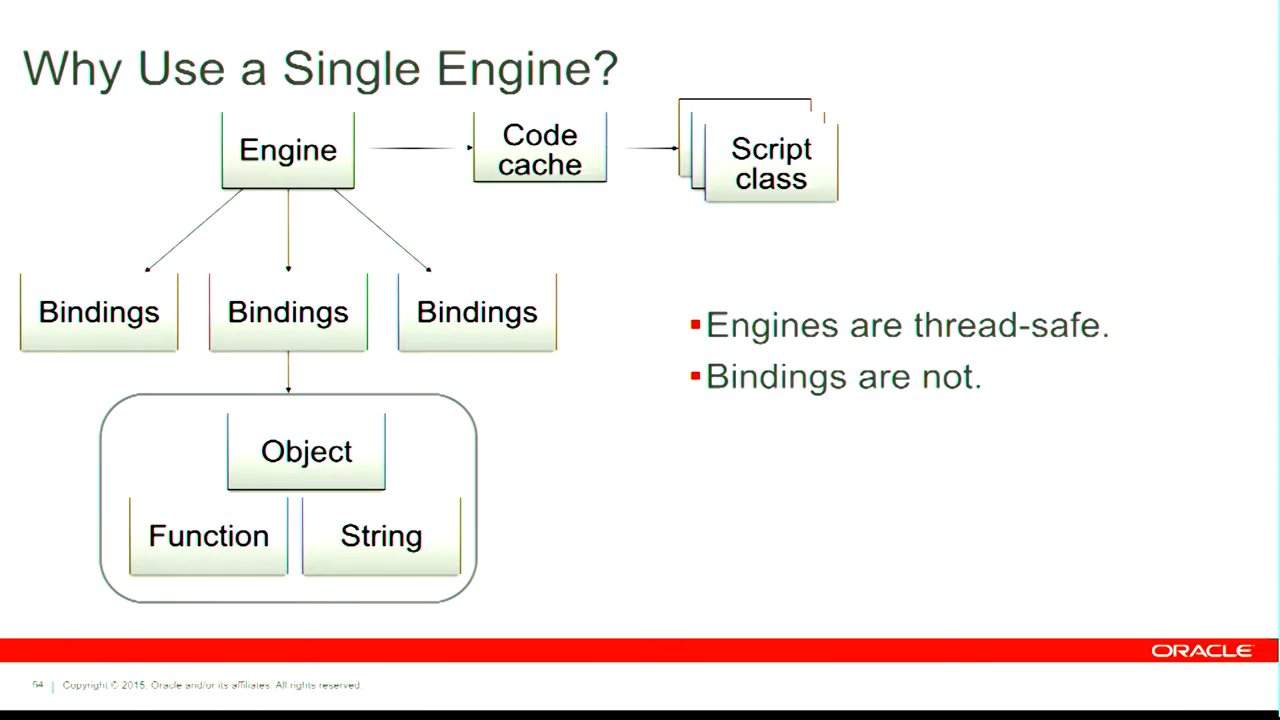 Why Use a Single Engine?
Engine
Code
cache
Script
class
Bindings
Bindings
Bindings
▪Engines are thread-safe.
▪Bindings are not.
Object
Function
String
ORACLE
54 | Copyright © 2015, Oracle and/or its affiliates. All rights reserved.